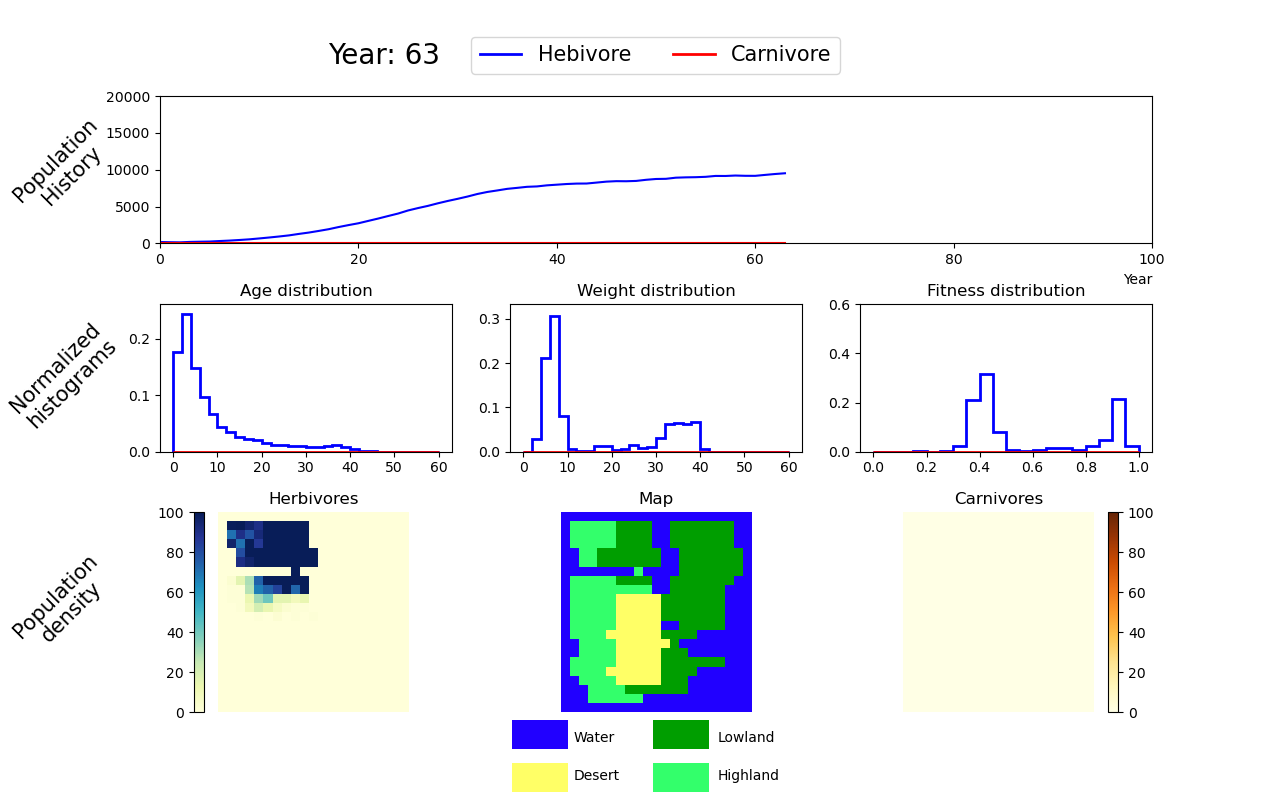 Year: 63
Hebivore
Carnivore
Population
History
20000
15000
10000
5000
0
0 20 40 60 80 100
Year
Normalized
histograms
Age distribution
0.2
0.1
0.0
0 10 20 30 40 50 60
Weight distribution
0.3
0.2
0.1
0.0
0 10 20 30 40 50 60
Fitness distribution
0.6
0.4
0.2
0.0
0.0 0.2 0.4 0.6 0.8 1.0
Population
density
Herbivores
100
80
60
40
20
0
Map
Carnivores
100
80
60
40
20
0
Water
Lowland
Desert
Highland